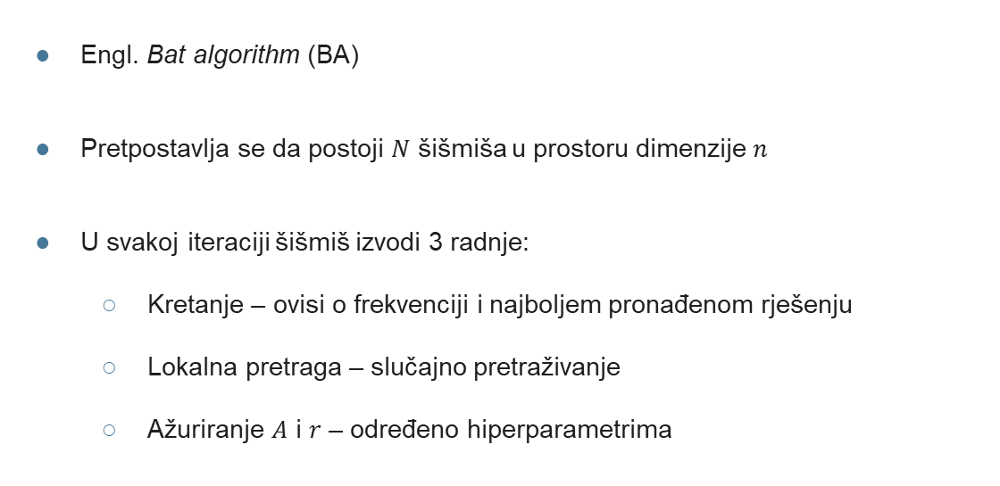 ● Engl. Bat algorithm (BA)
● Pretpostavlja se da postoji N šišmiša u prostoru dimenzije n
● U svakoj iteraciji šišmiš izvodi 3 radnje:
○ Kretanje – ovisi o frekvenciji i najboljem pronađenom rješenju
○ Lokalna pretraga – slučajno pretraživanje
○ Ažuriranje A i r – određeno hiperparametrima